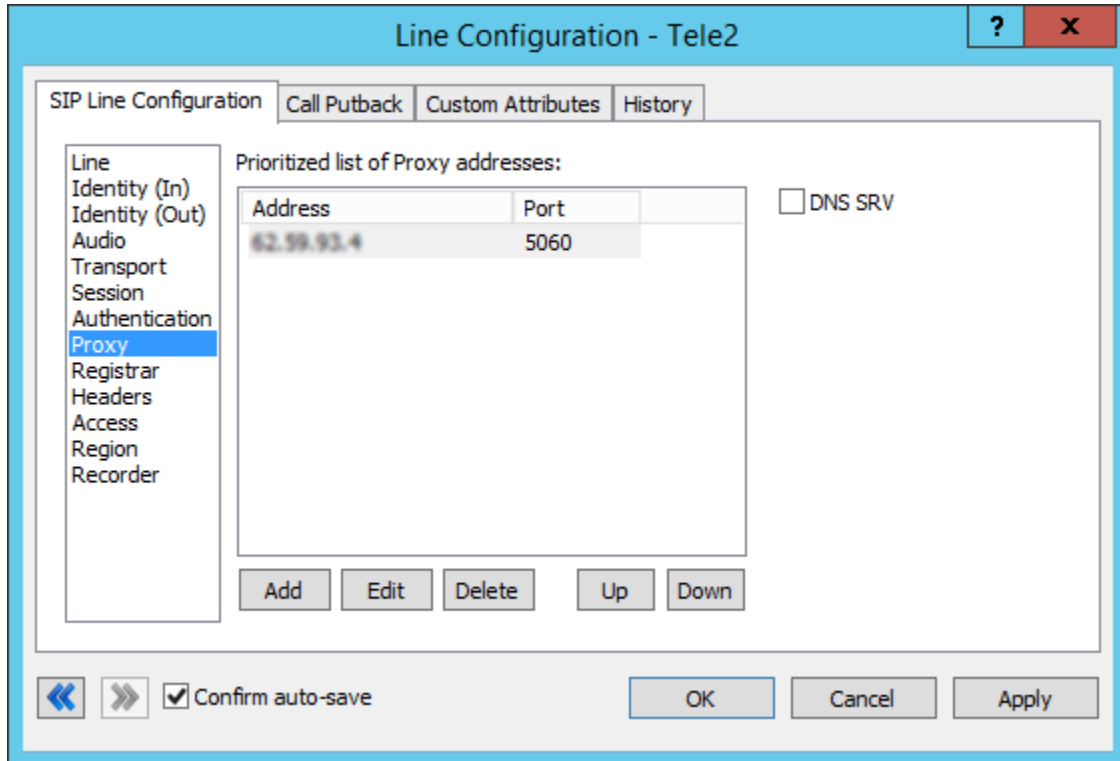 Line Configuration - Tele2
?
x
SIP Line Configuration
Call Putback
Custom Attributes
History
Line
Identity (In)
Identity (Out)
Audio
Transport
Session
Authentication
Proxy
Registrar
Headers
Access
Region
Recorder
Prioritized list of Proxy addresses:
Address Port
5060
DNS SRV
Add
Edit
Delete
Up
Down
Confirm auto-save
OK
Cancel
Apply